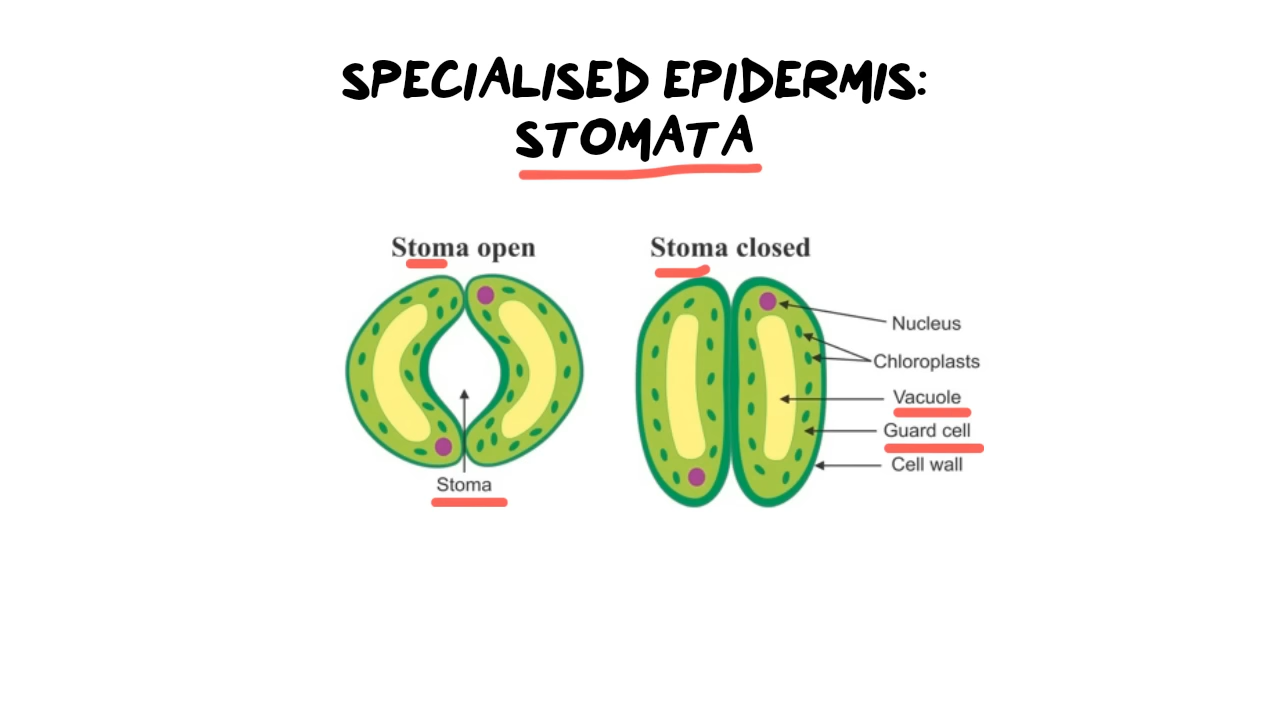 SPECIALISED EPIDERMIS:
STOMATA
Stoma open
Stoma closed
Nucleus
Chloroplasts
Vacuole
Guard cell
Cell wall
Stoma